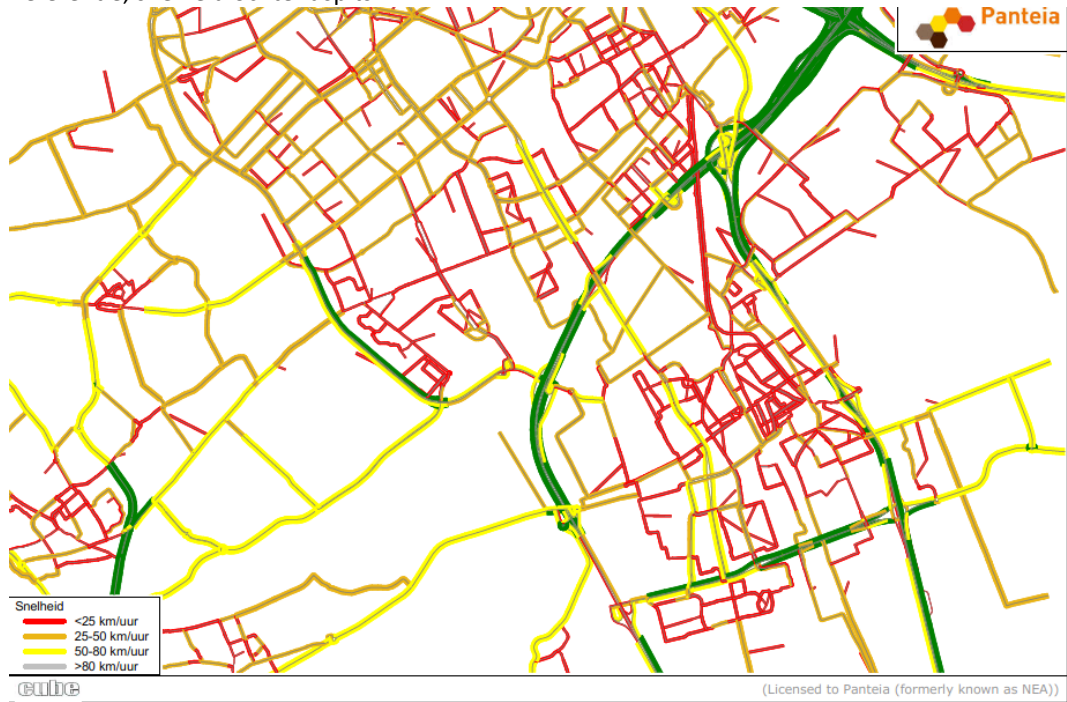 Panteia
Snelheid
<25 km/uur
25-50 km/uur
50-80 km/uur
>80 km/uur
cube
(Licensed to Panteia (formerly known as NEA))